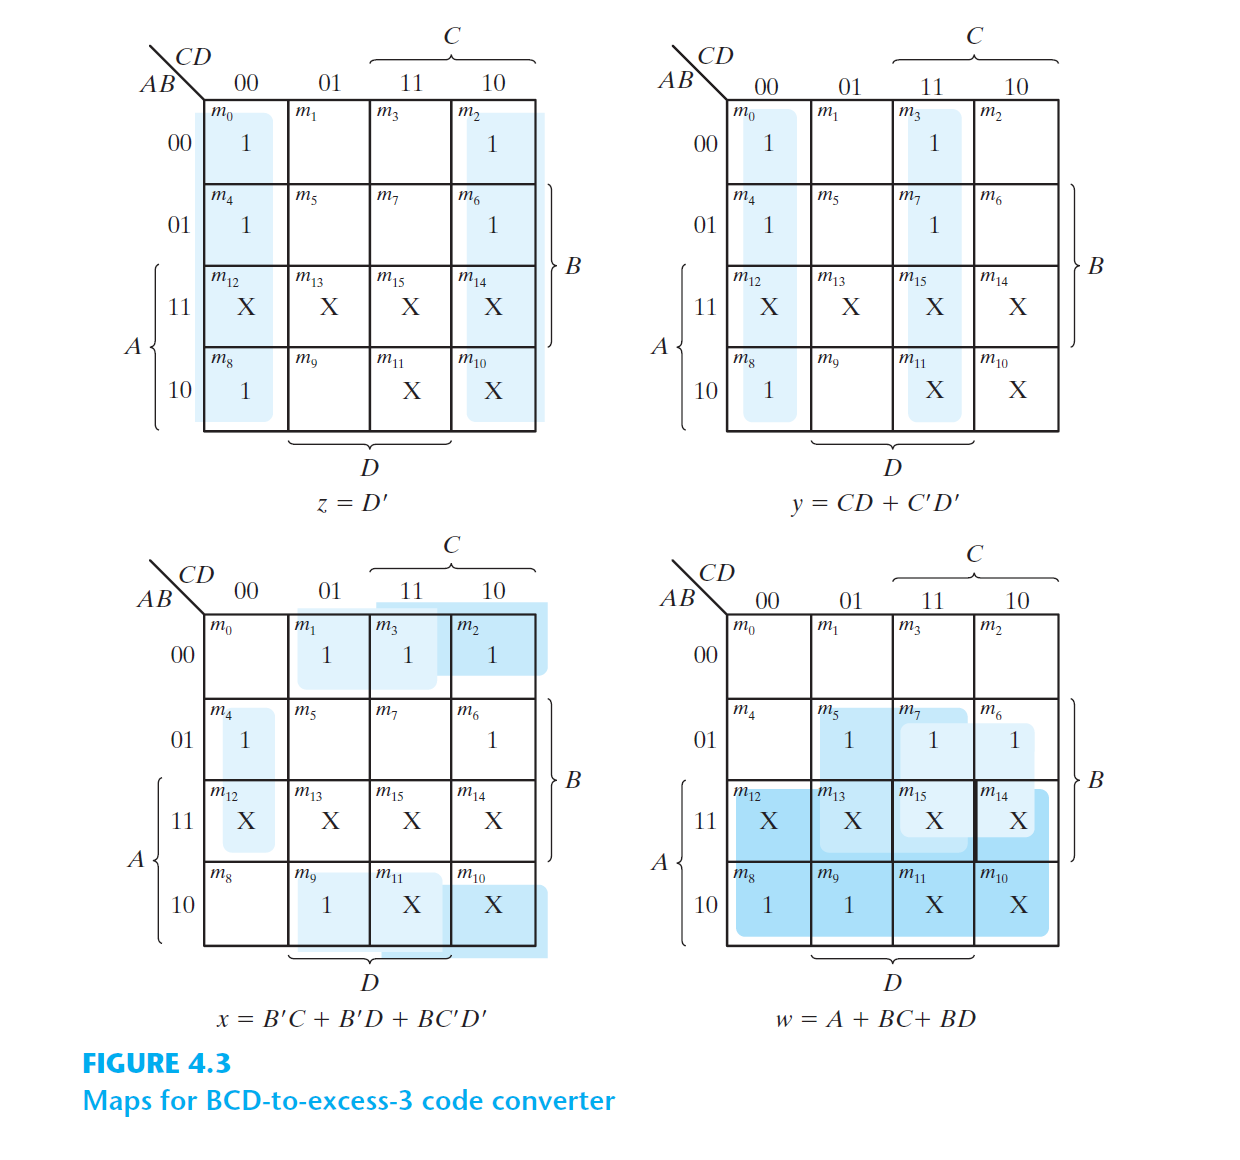 C
CD
AB 00 01 11 10
m0 m1 m3 m2
00 1 1
m4 m5 m7 m6
01 1 1
B
m12 m13 m15 m14
11 X X X X
A
m8 m9 m11 m10
10 1 X X
D
z = D′
C
CD
AB 00 01 11 10
m0 m1 m3 m2
00 1 1
m4 m5 m7 m6
01 1 1
B
m12 m13 m15 m14
11 X X X X
A
m8 m9 m11 m10
10 1 X X
D
y = CD + C′D′
C
CD
AB 00 01 11 10
m0 m1 m3 m2
00 1 1 1
m4 m5 m7 m6
01 1 1
B
m12 m13 m15 m14
11 X X X X
A
m8 m9 m11 m10
10 1 X X
D
x = B′C + B′D + BC′D′
C
CD
AB 00 01 11 10
m0 m1 m3 m2
00
m4 m5 m7 m6
01 1 1 1
B
m12 m13 m15 m14
11 X X X X
A
m8 m9 m11 m10
10 1 1 X X
D
w = A + BC+ BD
FIGURE 4.3
Maps for BCD-to-excess-3 code converter